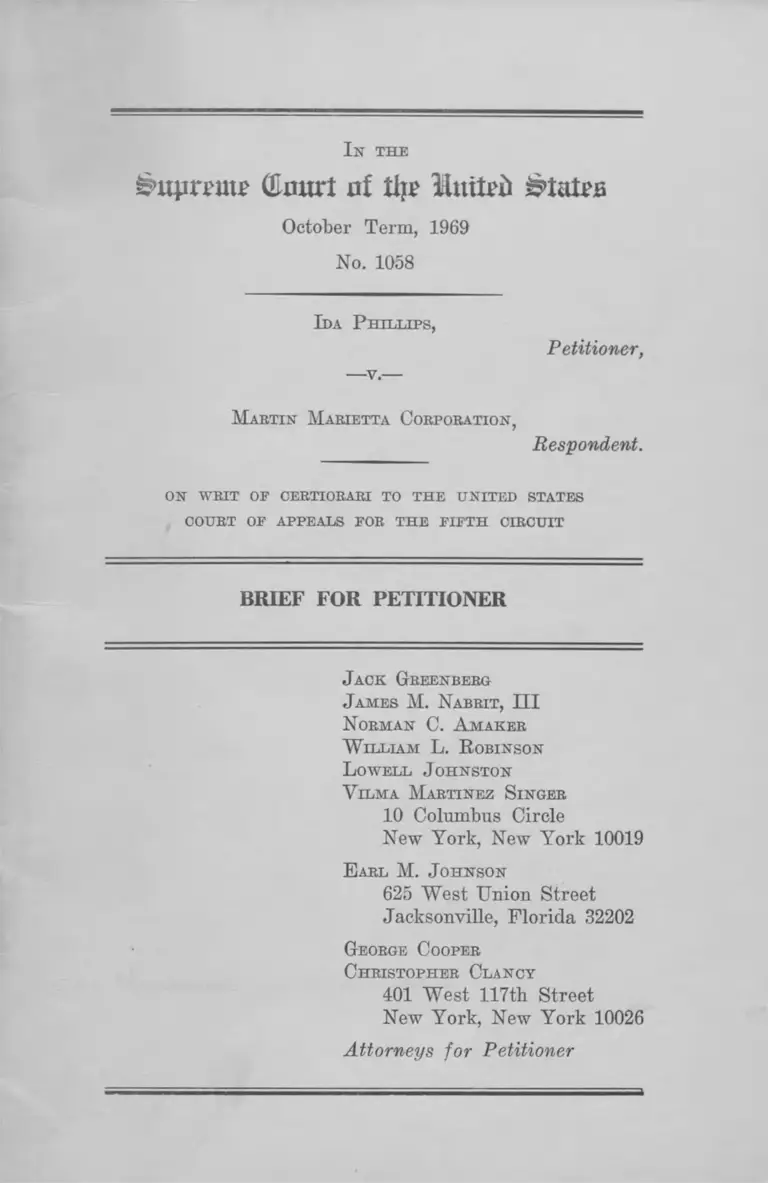 In the
Supreme Court of the United States
October Term, 1969
No. 1058
Ida Phillips,
Petitioner,
—v.—
Martin Marietta Corporation,
Respondent.
ON WRIT OF CERTIORARI TO THE UNITED STATES
COURT OF APPEALS FOR THE FIFTH CIRCUIT
BRIEF FOR PETITIONER
Jack Greenberg
James M. Nabrit, III
Norman C. Amaker
William L. Robinson
Lowell Johnston
Vilma Martinez Singer
10 Columbus Circle
New York, New York 10019
Earl M. Johnson
625 West Union Street
Jacksonville, Florida 32202
George Cooper
Christopher Clancy
401 West 117th Street
New York, New York 10026
Attorneys for Petitioner